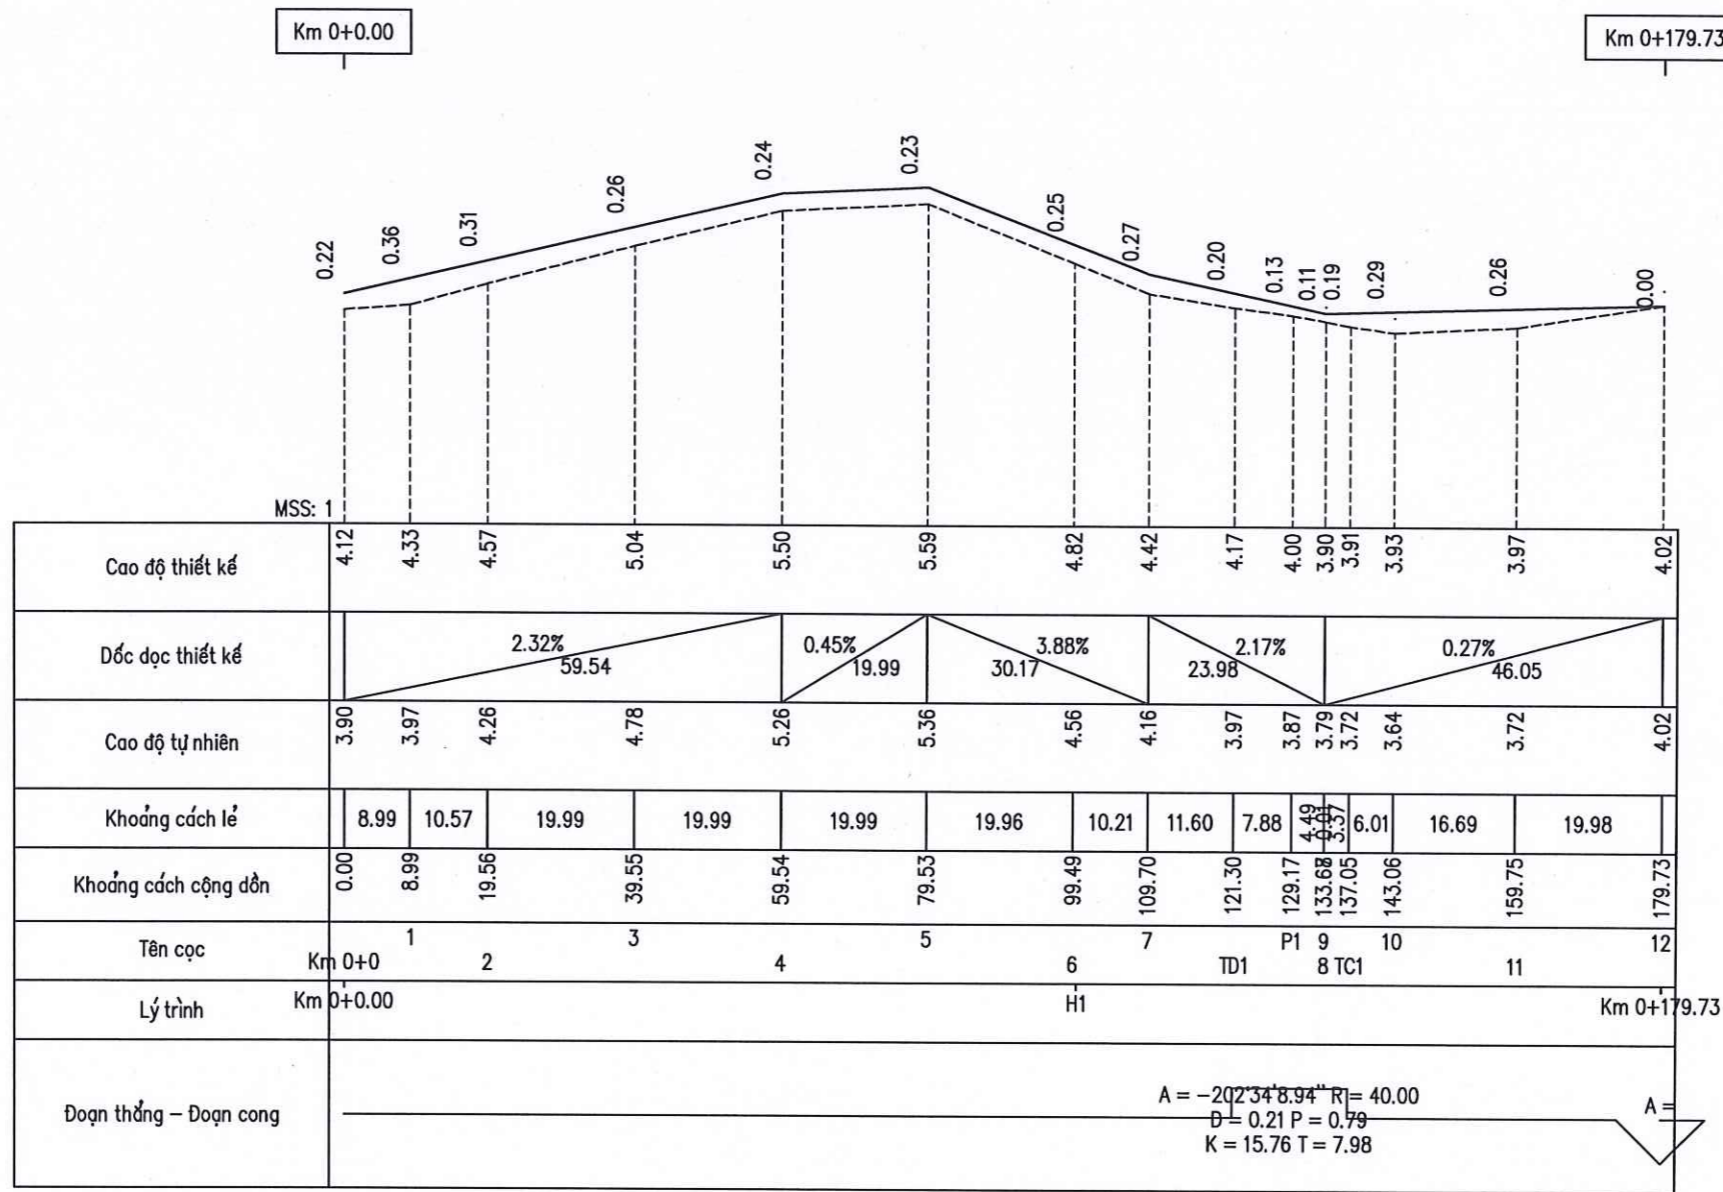 Km 0+0.00
Km 0+179.73
0.22 0.36 0.31 0.26 0.24 0.23 0.25 0.27 0.20 0.13 0.11 0.19 0.29 0.26 0.00
MSS: 1
Cao độ thiết kế 4.12 4.33 4.57 5.04 5.50 5.59 4.82 4.42 4.17 4.00 3.90 3.91 3.93 3.97 4.02
Dốc dọc thiết kế 2.32% 59.54 0.45% 19.99 3.88% 30.17 2.17% 23.98 0.27% 46.05
Cao độ tự nhiên 3.90 3.97 4.26 4.78 5.26 5.36 4.56 4.16 3.97 3.87 3.79 3.72 3.64 3.72 4.02
Khoảng cách lẻ 8.99 10.57 19.99 19.99 19.99 19.96 10.21 11.60 7.88 4.49 0.01 3.37 6.01 16.69 19.98
Khoảng cách cộng dồn 0.00 8.99 19.56 39.55 59.54 79.53 99.49 109.70 121.30 129.17 133.68 137.05 143.06 159.75 179.73
Tên cọc Km 0+0 1 2 3 4 5 6 7 TD1 P1 9 8 TC1 10 11 12
Lý trình Km 0+0.00 H1 Km 0+179.73
Đoạn thẳng – Đoạn cong
A = −202°34'8.94" R = 40.00
D = 0.21 P = 0.79
K = 15.76 T = 7.98
A =